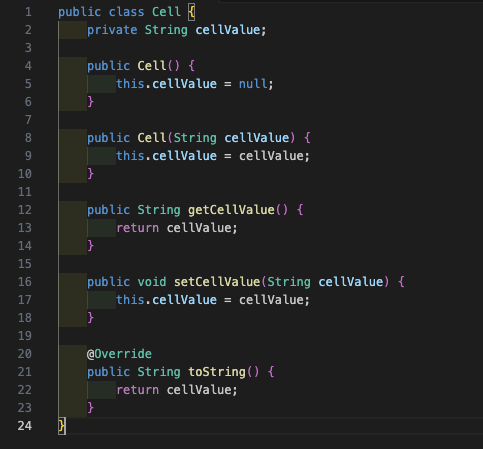 1 public class Cell {
2     private String cellValue;
3
4     public Cell() {
5         this.cellValue = null;
6     }
7
8     public Cell(String cellValue) {
9         this.cellValue = cellValue;
10     }
11
12     public String getCellValue() {
13         return cellValue;
14     }
15
16     public void setCellValue(String cellValue) {
17         this.cellValue = cellValue;
18     }
19
20     @Override
21     public String toString() {
22         return cellValue;
23     }
24 }